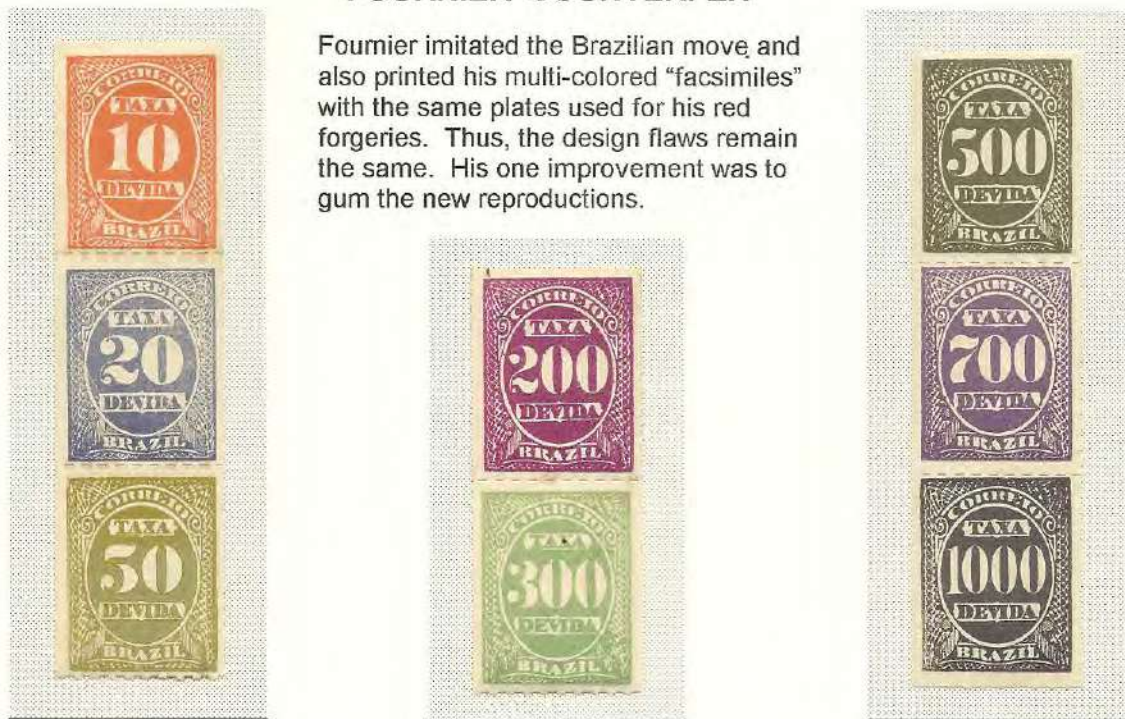 Fournier imitated the Brazilian move and
also printed his multi-colored “facsimiles”
with the same plates used for his red
forgeries. Thus, the design flaws remain
the same. His one improvement was to
gum the new reproductions.
CORREIO
TAXA
10
DEVIDA
BRAZIL
CORREIO
TAXA
20
DEVIDA
BRAZIL
CORREIO
TAXA
50
DEVIDA
BRAZIL
CORREIO
TAXA
200
DEVIDA
BRAZIL
CORREIO
TAXA
300
DEVIDA
BRAZIL
CORREIO
TAXA
500
DEVIDA
BRAZIL
CORREIO
TAXA
700
DEVIDA
BRAZIL
CORREIO
TAXA
1000
DEVIDA
BRAZIL